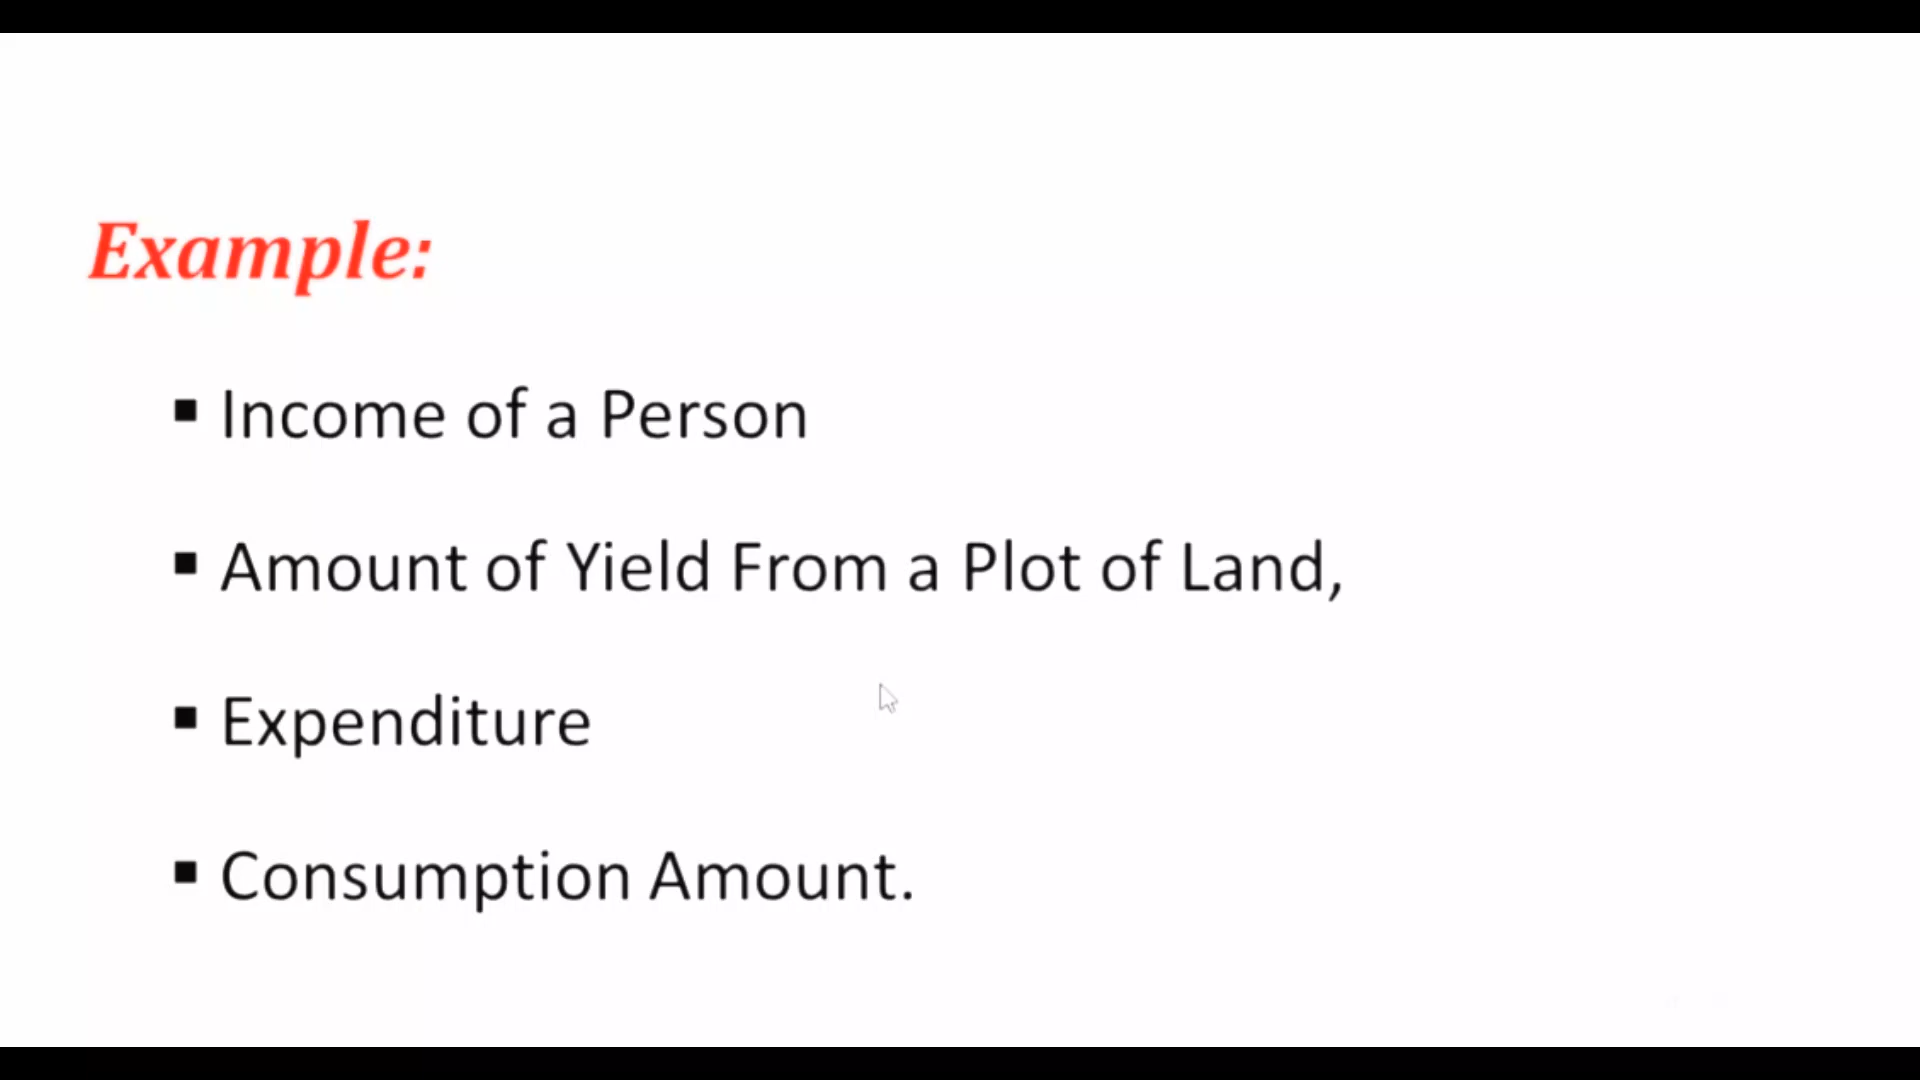 Example:
▪ Income of a Person
▪ Amount of Yield From a Plot of Land,
▪ Expenditure
▪ Consumption Amount.